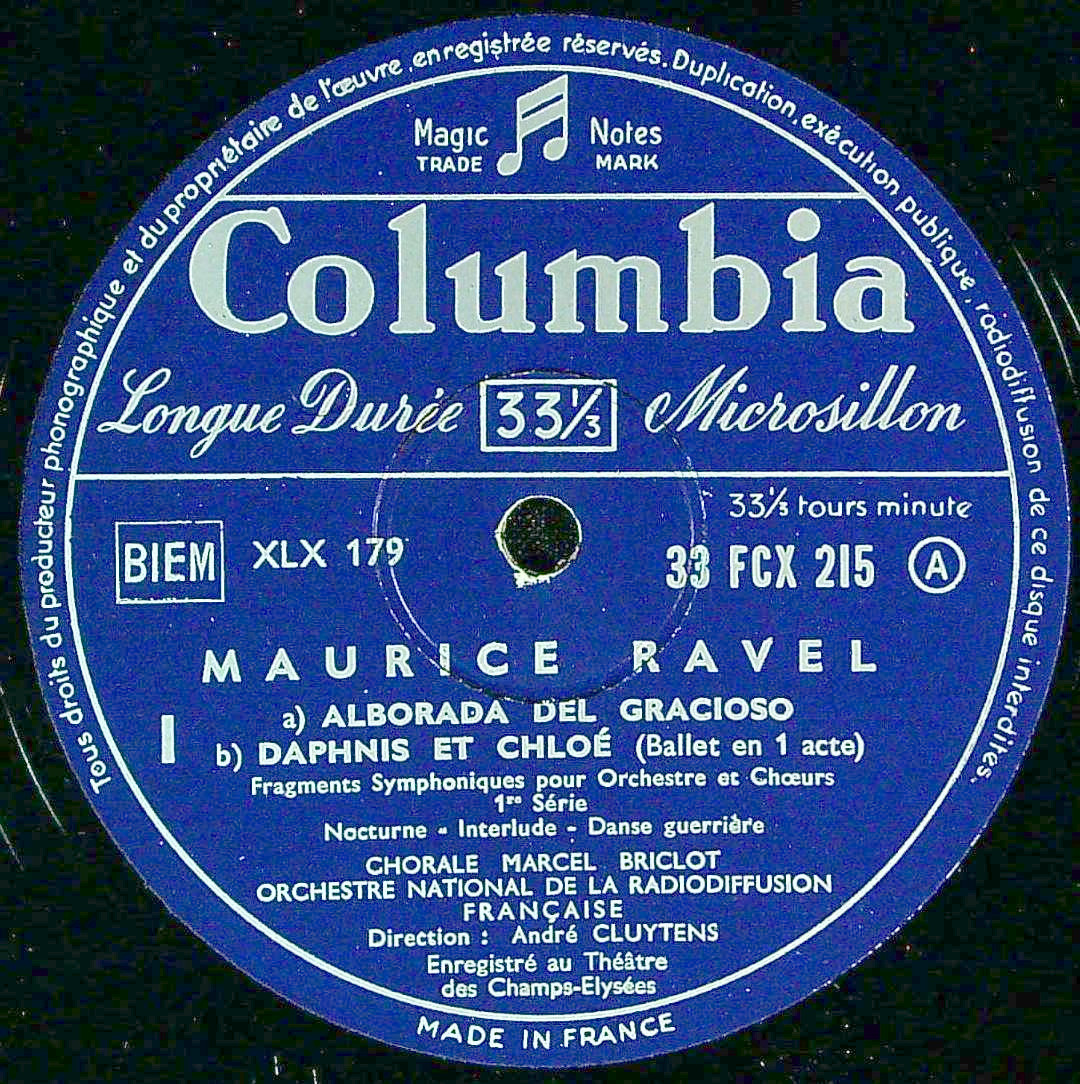 Tous droits du producteur phonographique et du propriétaire de l'œuvre enregistrée réservés. Duplication, exécution publique, radiodiffusion de ce disque interdites.
Magic Notes
TRADE MARK
Columbia
Longue Durée 33⅓ Microsillon
33⅓ tours minute
BIEM XLX 179 33 FCX 215 A
MAURICE RAVEL
a) ALBORADA DEL GRACIOSO
I b) DAPHNIS ET CHLOÉ (Ballet en 1 acte)
Fragments Symphoniques pour Orchestre et Chœurs
1re Série
Nocturne - Interlude - Danse guerrière
CHORALE MARCEL BRICLOT
ORCHESTRE NATIONAL DE LA RADIODIFFUSION
FRANÇAISE
Direction : André CLUYTENS
Enregistré au Théâtre
des Champs-Elysées
MADE IN FRANCE